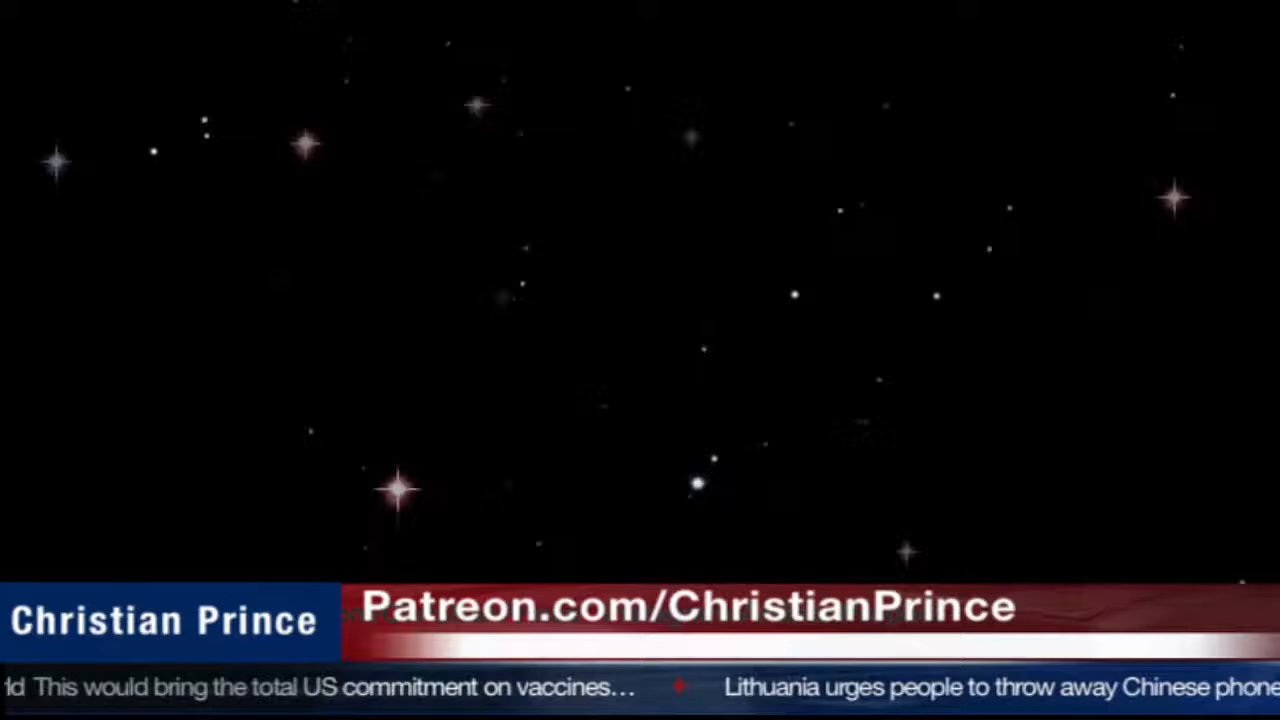 Christian Prince
Patreon.com/ChristianPrince
This would bring the total US commitment on vaccines… Lithuania urges people to throw away Chinese phone